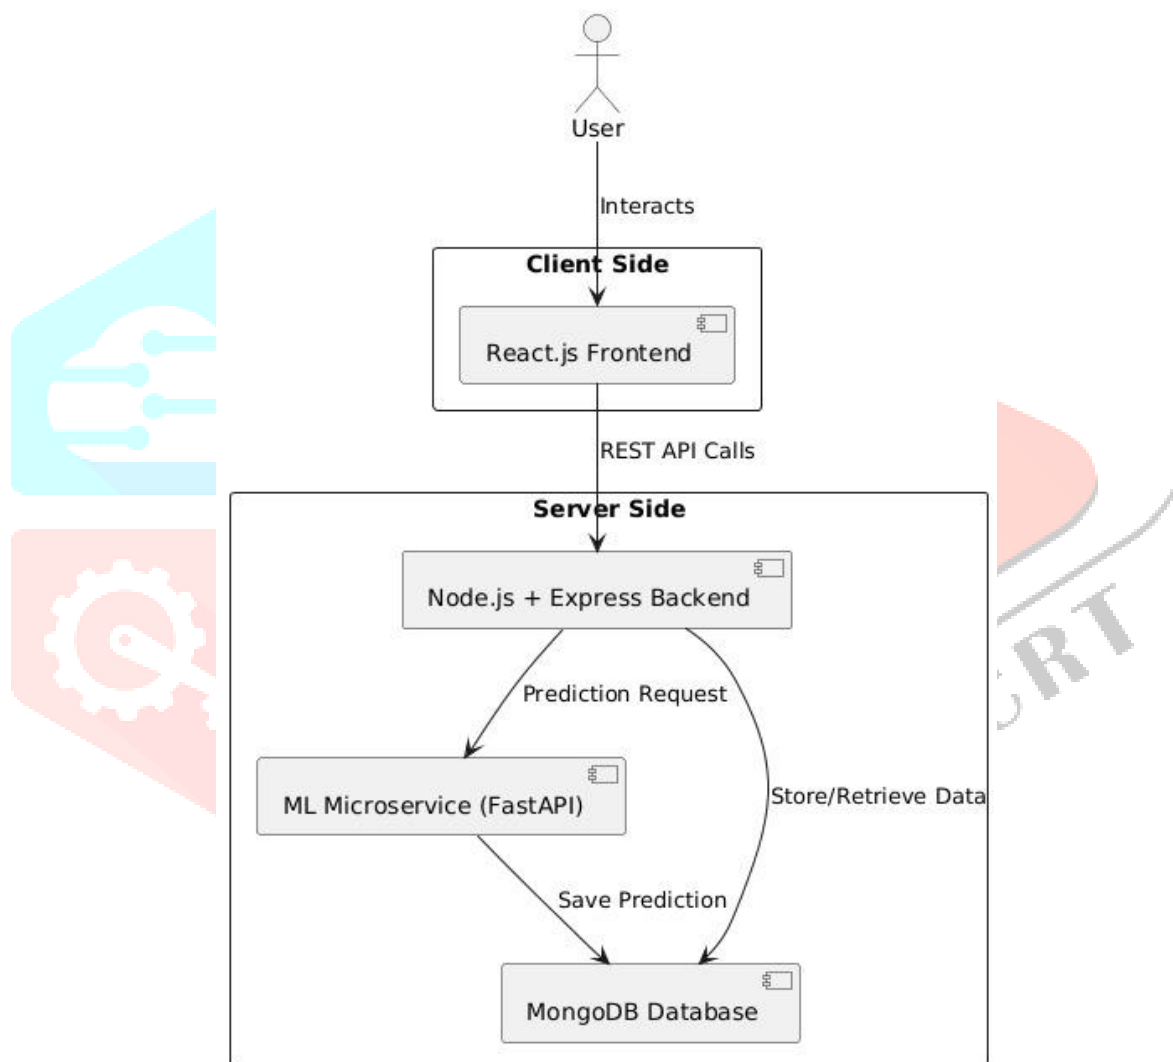 User
Interacts
Client Side
React.js Frontend
REST API Calls
Server Side
Node.js + Express Backend
Prediction Request
ML Microservice (FastAPI)
Store/Retrieve Data
Save Prediction
MongoDB Database